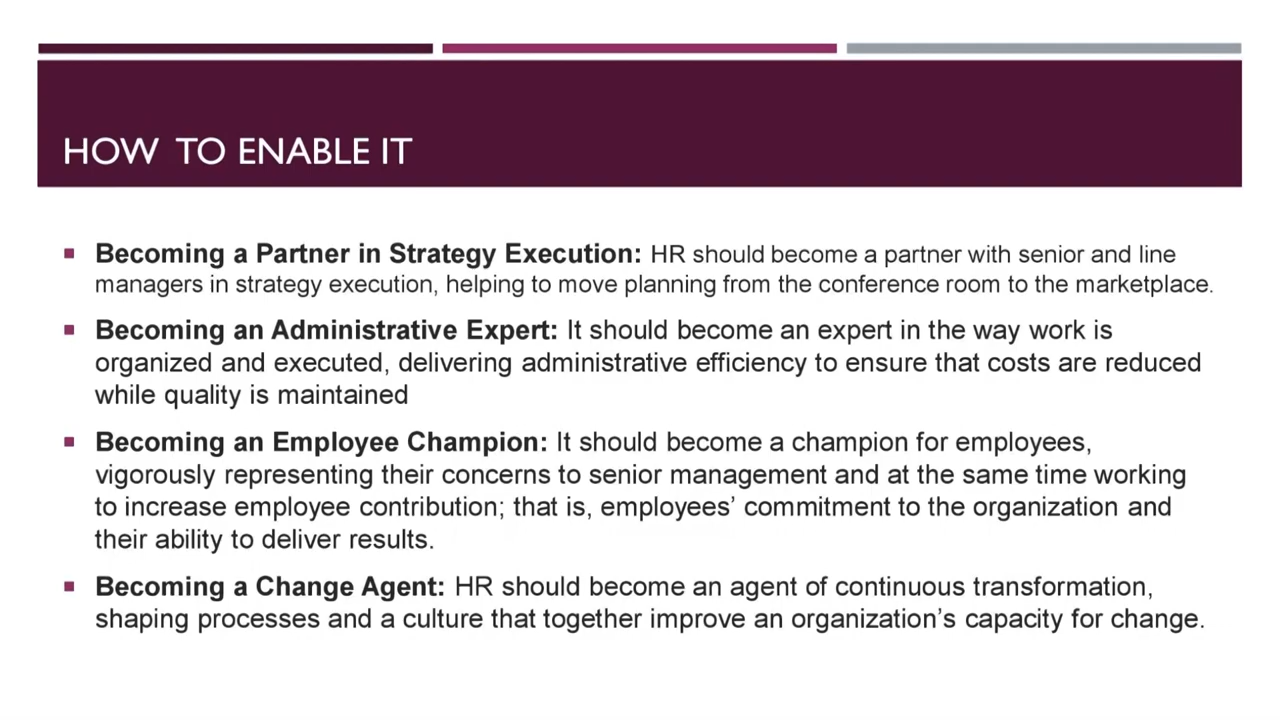 HOW TO ENABLE IT
Becoming a Partner in Strategy Execution: HR should become a partner with senior and line
managers in strategy execution, helping to move planning from the conference room to the marketplace.
Becoming an Administrative Expert: It should become an expert in the way work is
organized and executed, delivering administrative efficiency to ensure that costs are reduced
while quality is maintained
Becoming an Employee Champion: It should become a champion for employees,
vigorously representing their concerns to senior management and at the same time working
to increase employee contribution; that is, employees’ commitment to the organization and
their ability to deliver results.
Becoming a Change Agent: HR should become an agent of continuous transformation,
shaping processes and a culture that together improve an organization’s capacity for change.